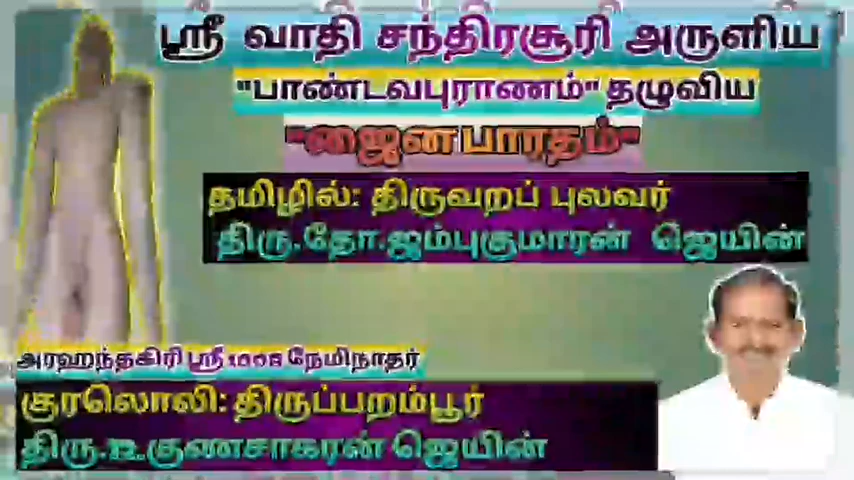 ஸ்ரீ வாதி சந்திரசூரி அருளிய
"பாண்டவபுராணம்" தழுவிய
"ஜைன பாரதம்"
தமிழில்: திருவறப் புலவர்
திரு.தோ.ஜம்புகுமாரன் ஜெயின்
அரஹந்தகிரி ஸ்ரீ 1008 நேமிநாதர்
குரலொலி: திருப்பறம்பூர்
திரு.உ.குணசாகரன் ஜெயின்